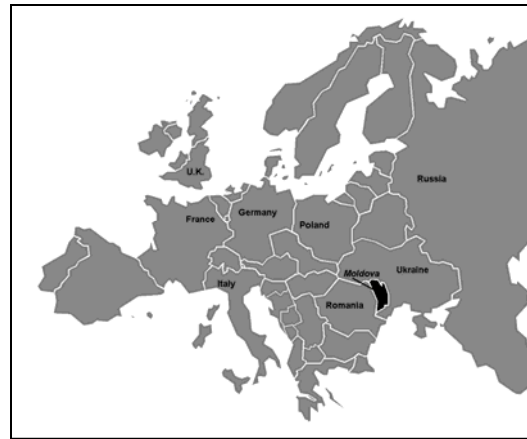 U.K.
Russia
France
Germany
Poland
Moldova
Ukraine
Italy
Romania